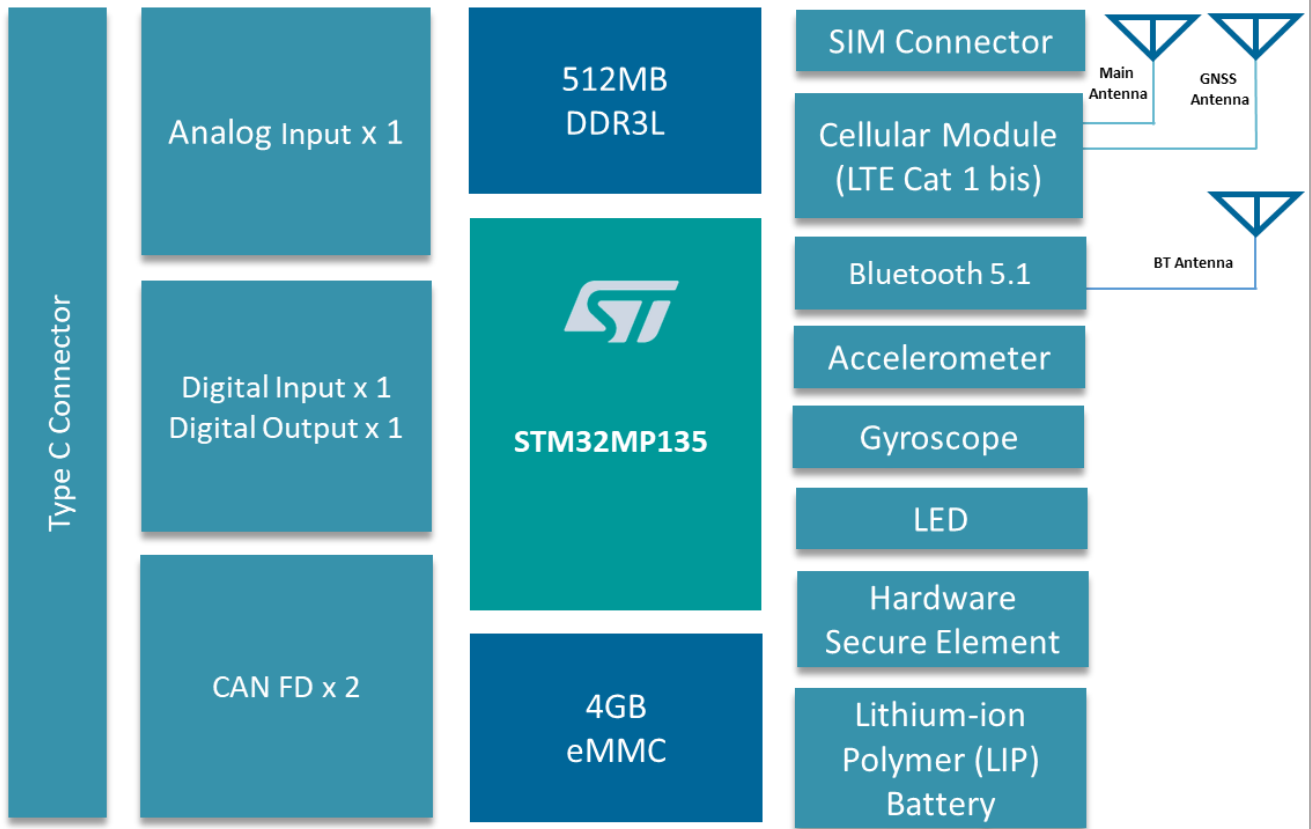 Type C Connector
Analog Input x 1
Digital Input x 1
Digital Output x 1
CAN FD x 2
512MB
DDR3L
ST
STM32MP135
4GB
eMMC
SIM Connector
Cellular Module
(LTE Cat 1 bis)
Bluetooth 5.1
Accelerometer
Gyroscope
LED
Hardware
Secure Element
Lithium-ion
Polymer (LIP)
Battery
Main
Antenna
GNSS
Antenna
BT Antenna